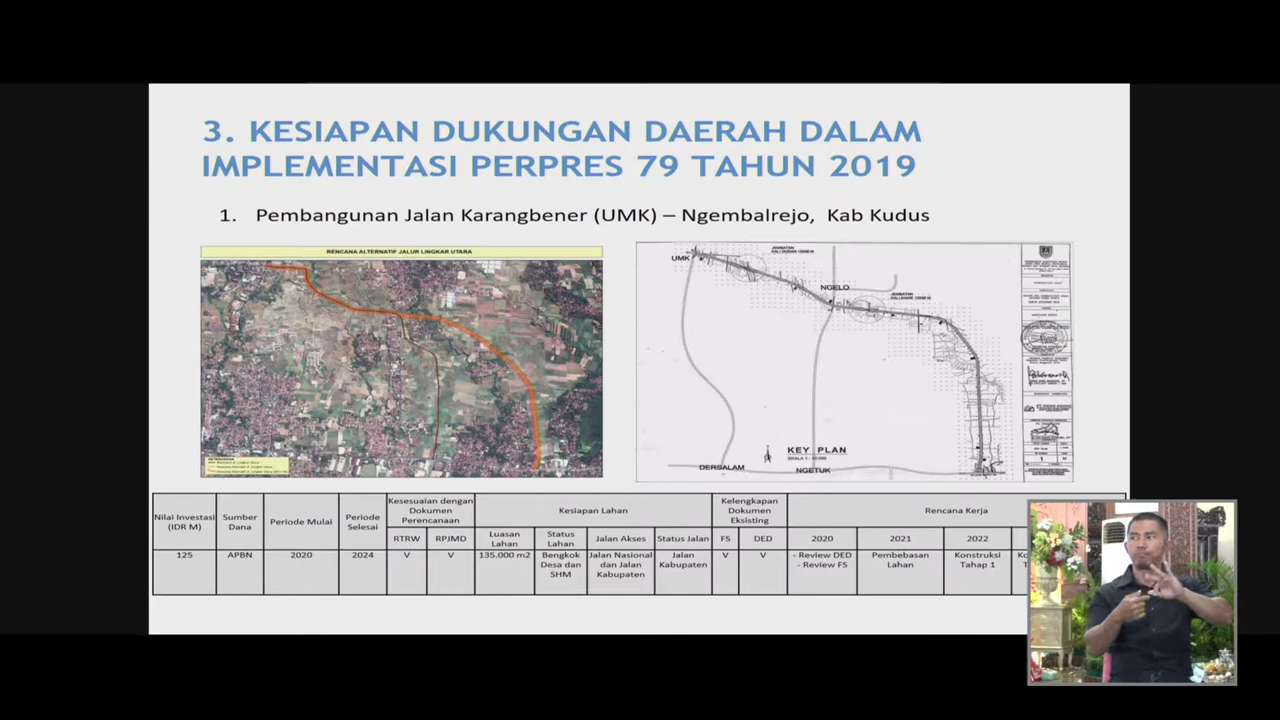 3. KESIAPAN DUKUNGAN DAERAH DALAM
IMPLEMENTASI PERPRES 79 TAHUN 2019
1. Pembangunan Jalan Karangbener (UMK) – Ngembalrejo, Kab Kudus
RENCANA ALTERNATIF JALUR LINGKAR UTARA
UMK
JEMBATAN
NGELO
JEMBATAN
KEY PLAN
DERSALAM
NGETUK
Nilai Investasi
(IDR M)
Sumber
Dana
Periode Mulai
Periode
Selesai
Kesesualan dengan
Dokumen
Perencanaan
Kesiapan Lahan
Kelengkapan
Dokumen
Eksisting
Rencana Kerja
RTRW
RPJMD
Luasan
Lahan
Status
Lahan
Jalan Akses
Status Jalan
FS
DED
2020
2021
2022
125
APBN
2020
2024
V
V
135.000 m2
Bengkok
Desa dan
SHM
Jalan Nasional
dan Jalan
Kabupaten
Jalan
Kabupaten
V
V
- Review DED
- Review FS
Pembebasan
Lahan
Konstruksi
Tahap 1